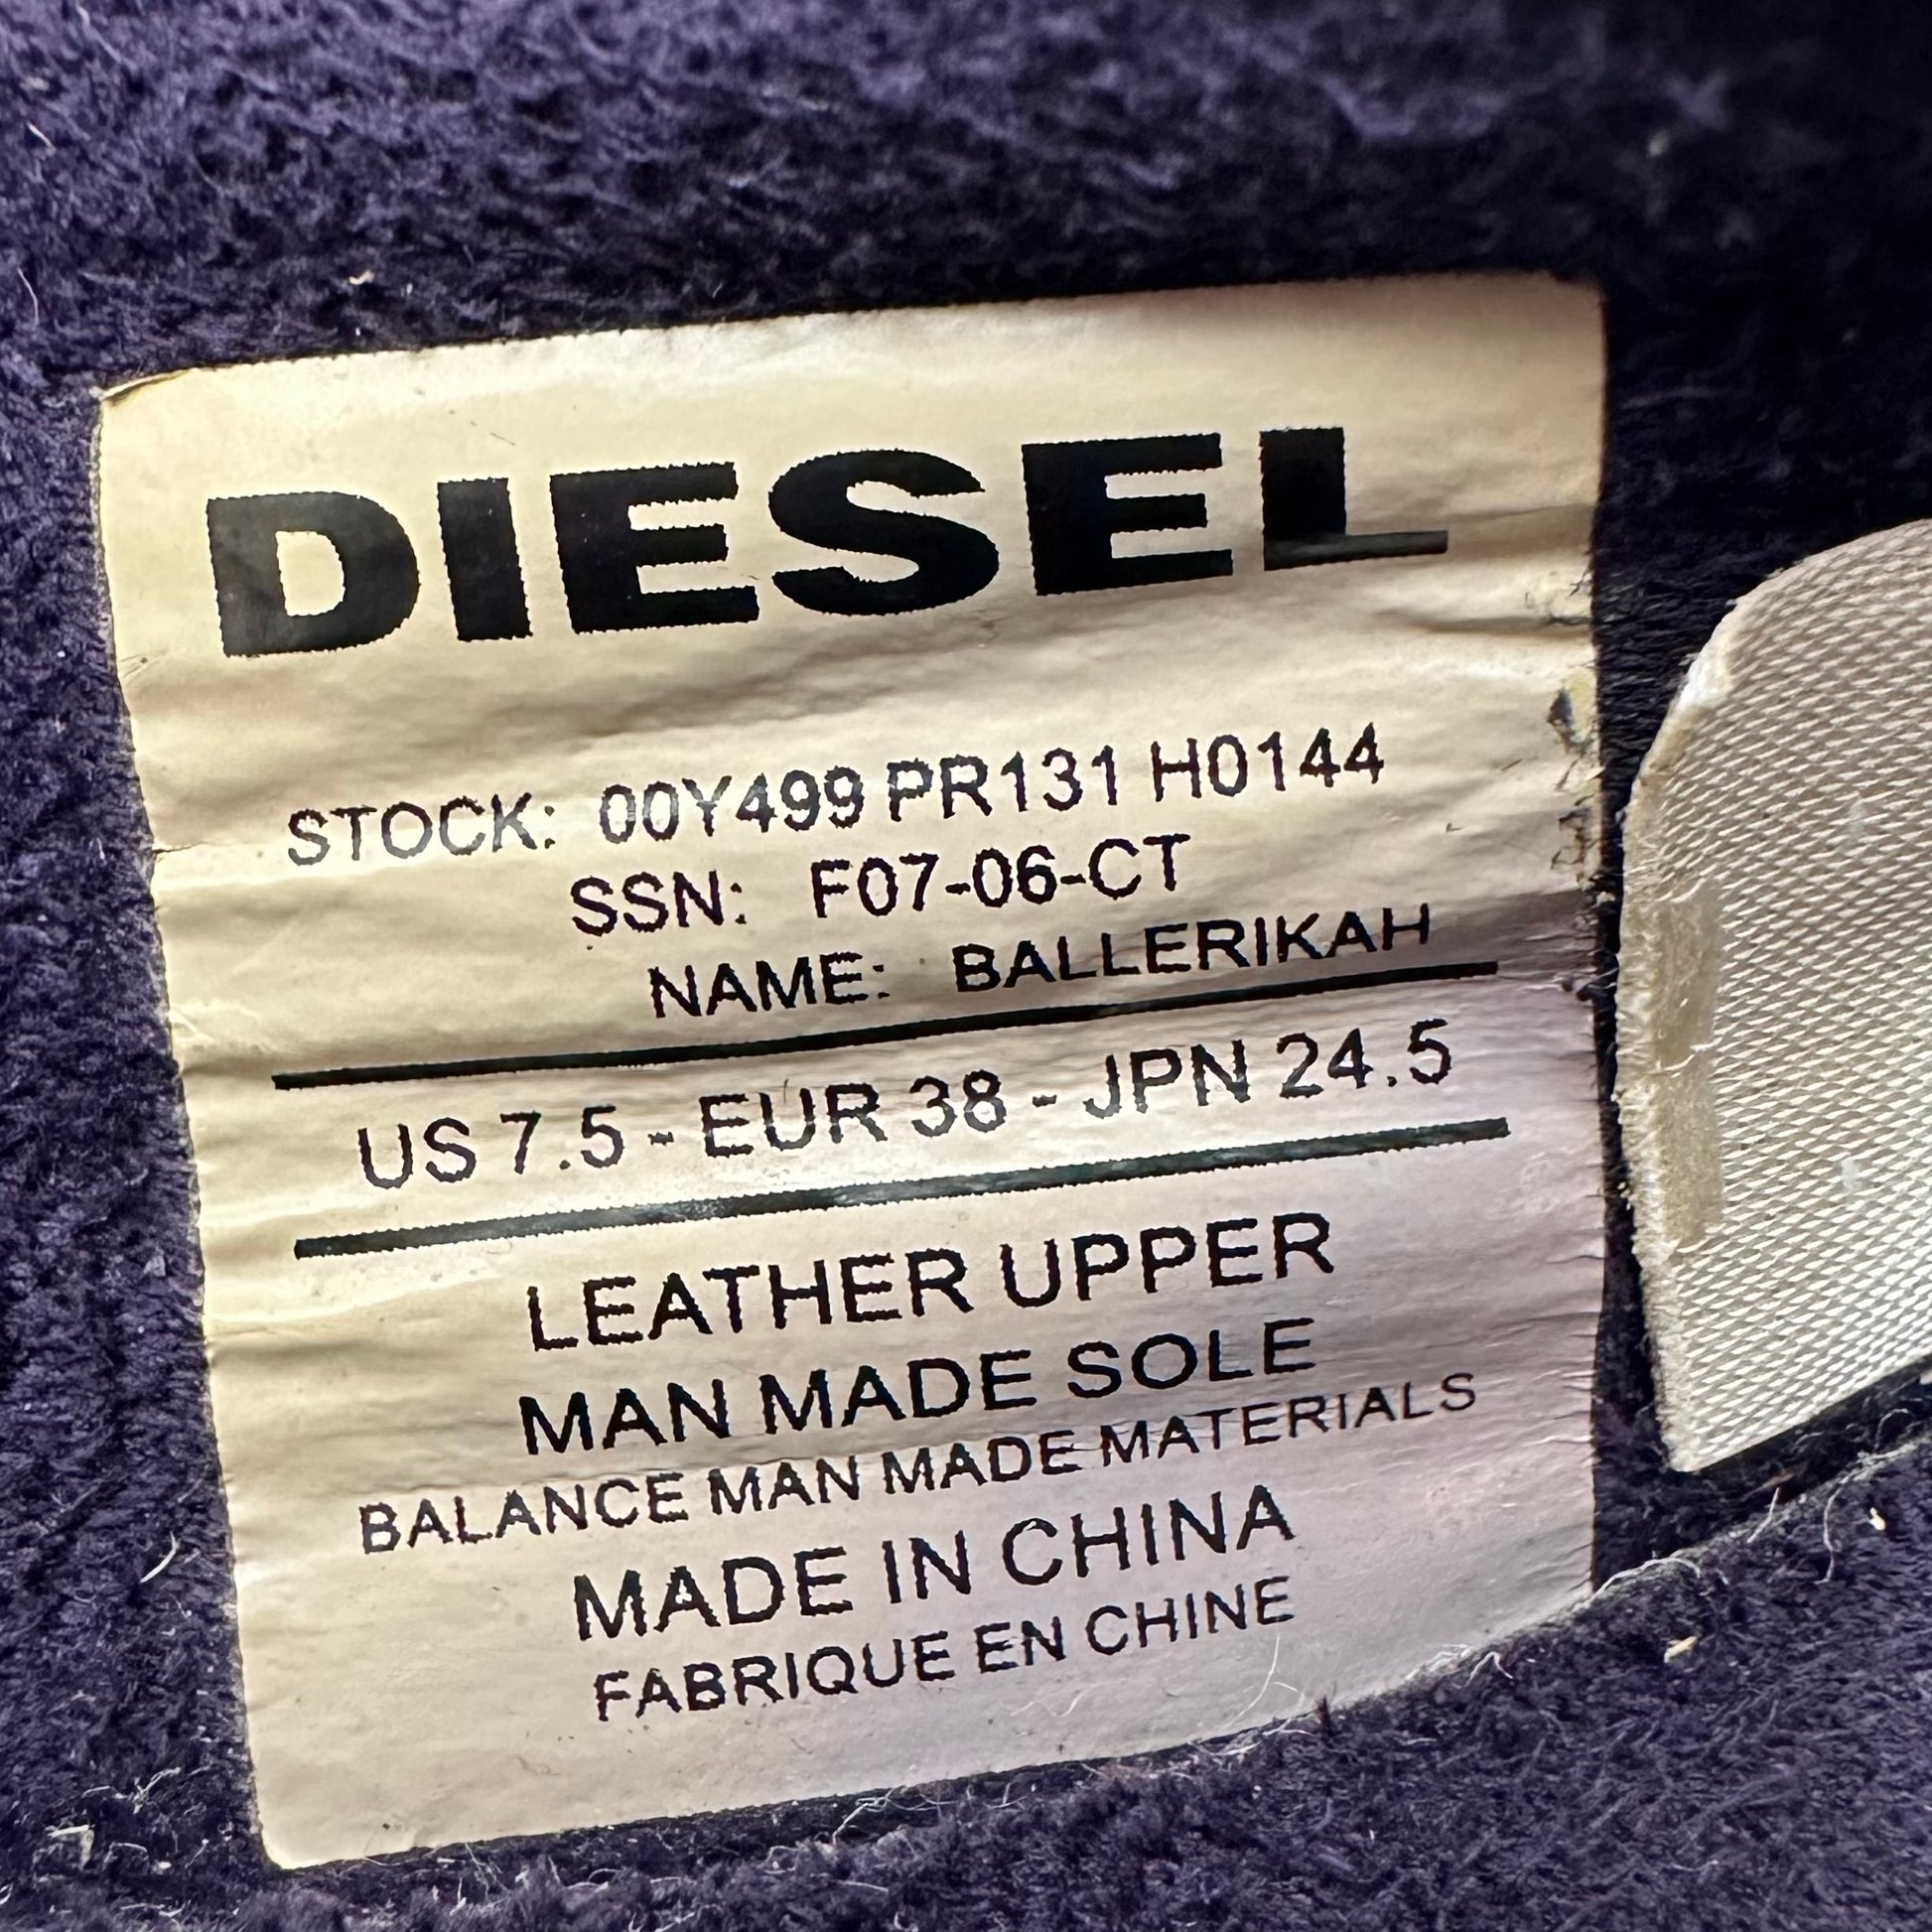 DIESEL
STOCK: 00Y499 PR131 H0144
SSN: F07-06-CT
NAME: BALLERIKAH
US 7.5 - EUR 38 - JPN 24.5
LEATHER UPPER
MAN MADE SOLE
BALANCE MAN MADE MATERIALS
MADE IN CHINA
FABRIQUE EN CHINE